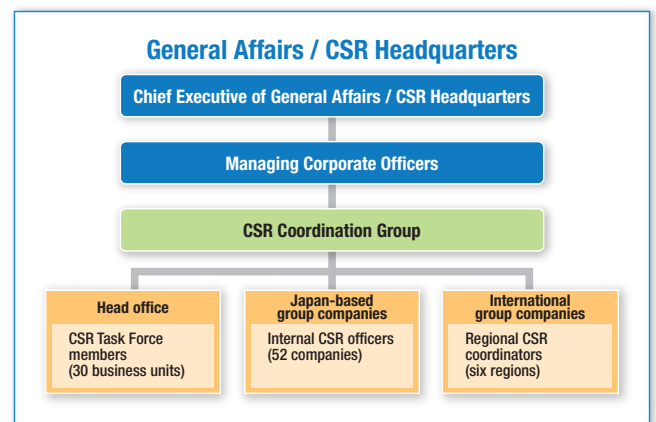 General Affairs / CSR Headquarters
Chief Executive of General Affairs / CSR Headquarters
Managing Corporate Officers
CSR Coordination Group
Head office
CSR Task Force
members
(30 business units)
Japan-based
group companies
Internal CSR officers
(52 companies)
International
group companies
Regional CSR
coordinators
(six regions)